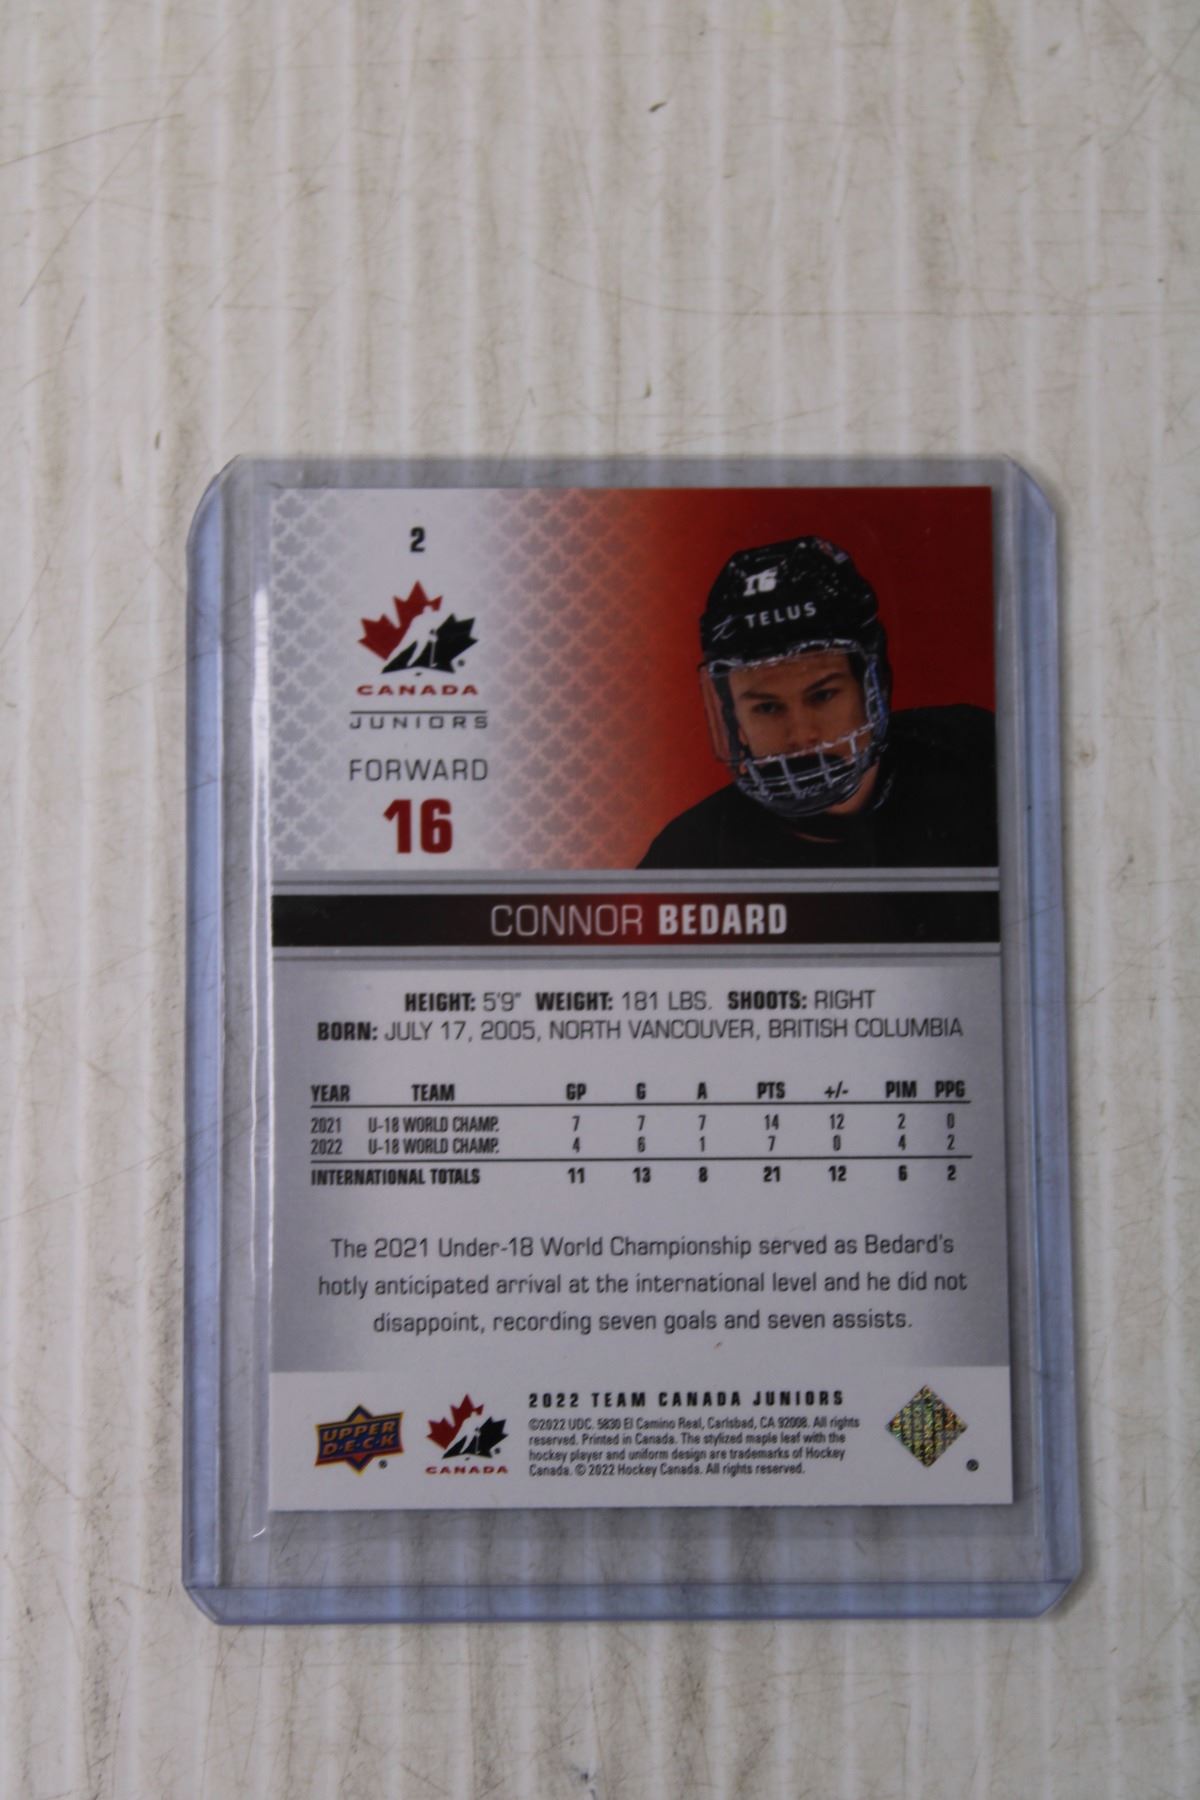 2
16
TELUS
CANADA
JUNIORS
FORWARD
16
CONNOR BEDARD
HEIGHT: 5'9" WEIGHT: 181 LBS. SHOOTS: RIGHT
BORN: JULY 17, 2005, NORTH VANCOUVER, BRITISH COLUMBIA
YEAR TEAM GP G A PTS +/- PIM PPG
2021 U-18 WORLD CHAMP. 7 7 7 14 12 2 0
2022 U-18 WORLD CHAMP. 4 6 1 7 0 4 2
INTERNATIONAL TOTALS 11 13 8 21 12 6 2
The 2021 Under-18 World Championship served as Bedard's
hotly anticipated arrival at the international level and he did not
disappoint, recording seven goals and seven assists.
UPPER
D·E·C·K
®
CANADA
2022 TEAM CANADA JUNIORS
©2022 UDC. 5830 El Camino Real, Carlsbad, CA 92008. All rights
reserved. Printed in Canada. The stylized maple leaf with the
hockey player and uniform design are trademarks of Hockey
Canada. © 2022 Hockey Canada. All rights reserved.
®